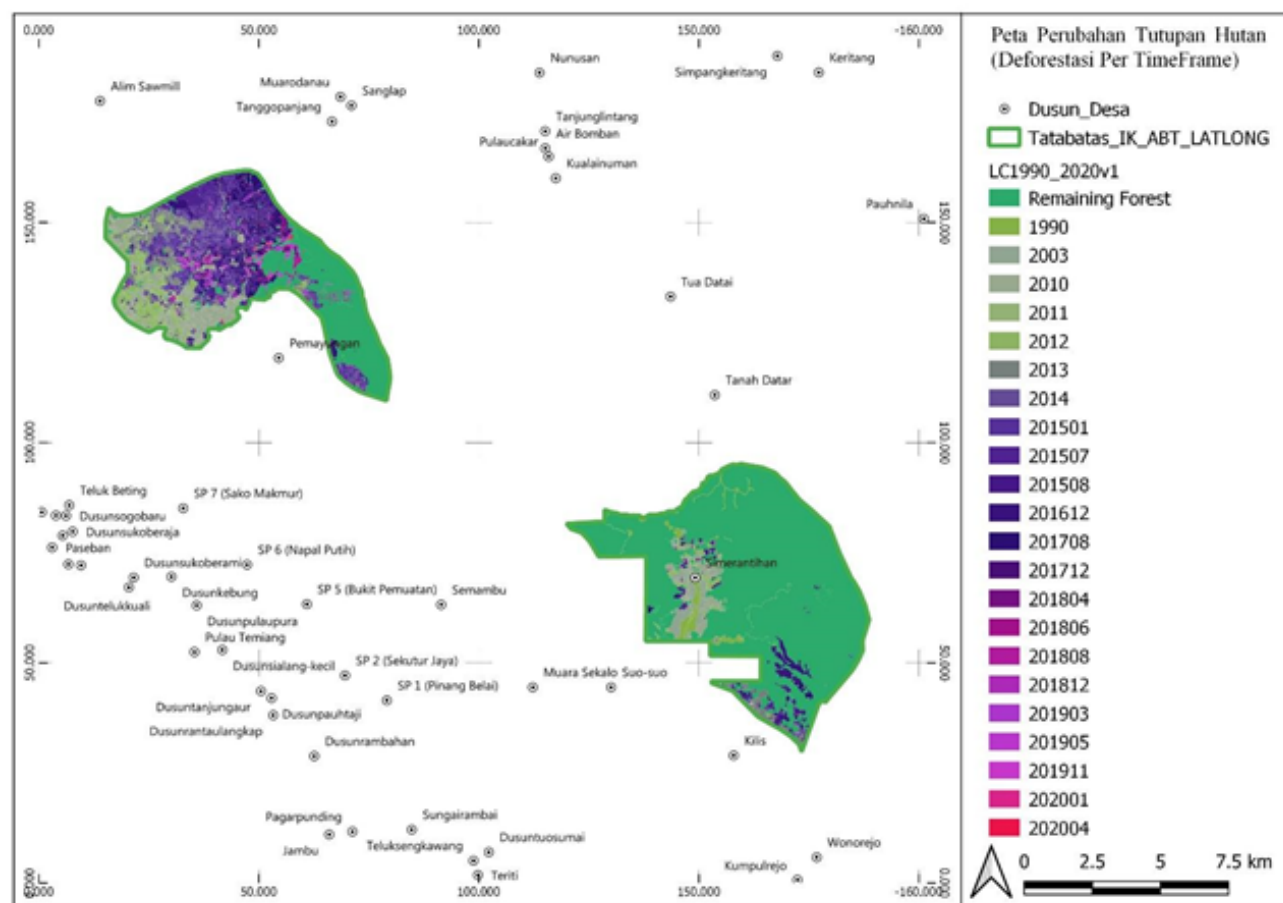 0.000
50.000
100.000
150.000
-160.000
Nunusan
Simpangkeritang
Keritang
Alim Sawmill
Muarodanau
Sanglap
Tanggopanjang
Tanjunglintang
Air Bomban
Pulaucakar
Kualainuman
Pauhnila
150.000
150.000
Tua Datai
Pemayungan
Tanah Datar
100.000
100.000
Teluk Beting
SP 7 (Sako Makmur)
Dusunsogobaru
Dusunsukoberaja
Paseban
Dusunsukoberami
SP 6 (Napal Putih)
Simerantihan
Dusuntelukkuali
Dusunkebung
SP 5 (Bukit Pemuatan)
Semambu
Dusunpulaupura
Pulau Temiang
50.000
50.000
Dusunsialang-kecil
SP 2 (Sekutur Jaya)
Muara Sekalo
Suo-suo
SP 1 (Pinang Belai)
Dusuntanjungaur
Dusunpauhtaji
Dusunrantaulangkap
Dusunrambahan
Kilis
Pagarpunding
Sungairambai
Jambu
Teluksengkawang
Dusuntuosumai
Wonorejo
Teriti
Kumpulrejo
0.000
0.000
0.000
50.000
100.000
150.000
-160.000
Peta Perubahan Tutupan Hutan
(Deforestasi Per TimeFrame)
Dusun_Desa
Tatabatas_IK_ABT_LATLONG
LC1990_2020v1
Remaining Forest
1990
2003
2010
2011
2012
2013
2014
201501
201507
201508
201612
201708
201712
201804
201806
201808
201812
201903
201905
201911
202001
202004
0 2.5 5 7.5 km